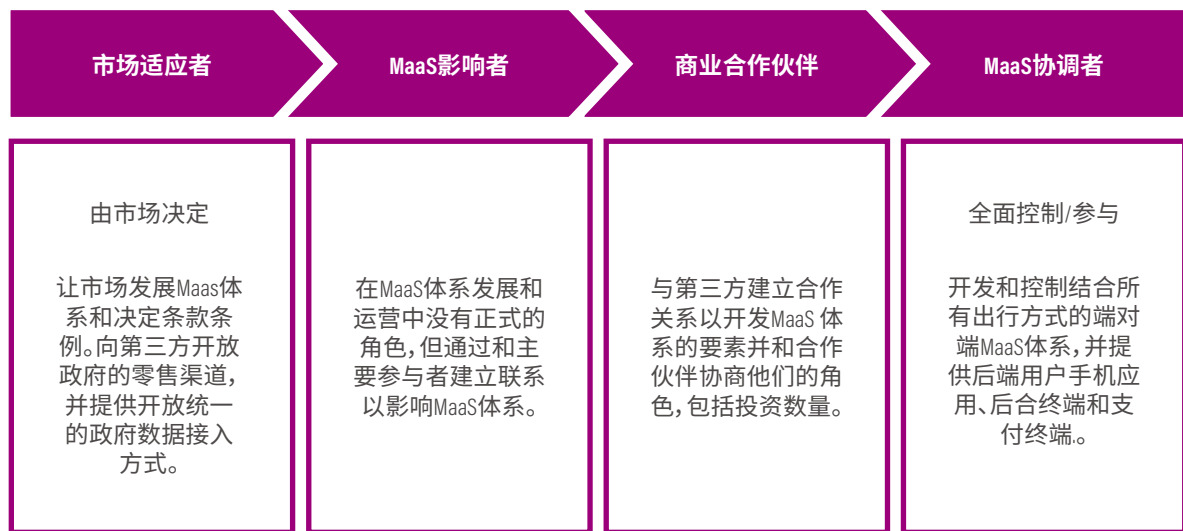 市场适应者
MaaS影响者
商业合作伙伴
MaaS协调者
由市场决定
让市场发展Maas体
系和决定条款条
例。向第三方开放
政府的零售渠道，
并提供开放统一
的政府数据接入
方式。
在MaaS体系发展和
运营中没有正式的
角色，但通过和主
要参与者建立联系
以影响MaaS体系。
与第三方建立合作
关系以开发MaaS 体
系的要素并和合作
伙伴协商他们的角
色，包括投资数量。
全面控制/参与
开发和控制结合所
有出行方式的端对
端MaaS体系，并提
供后端用户手机应
用、后合终端和支
付终端.。